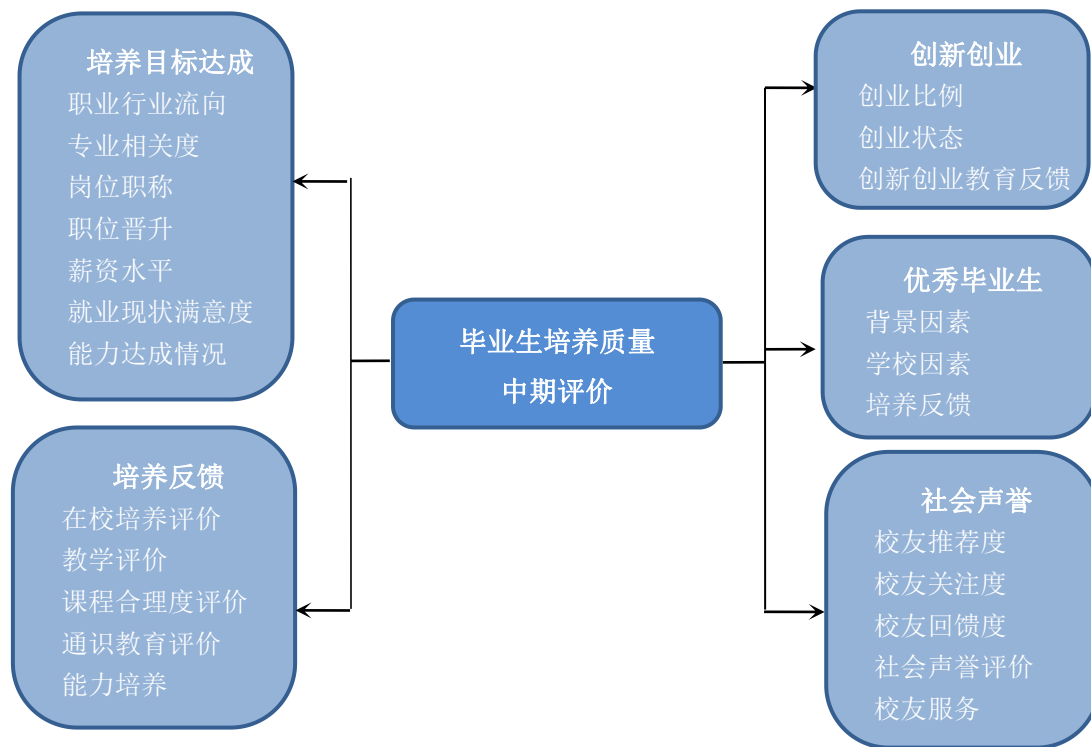 培养目标达成
职业行业流向
专业相关度
岗位职称
职位晋升
薪资水平
就业现状满意度
能力达成情况
培养反馈
在校培养评价
教学评价
课程合理度评价
通识教育评价
能力培养
毕业生培养质量
中期评价
创新创业
创业比例
创业状态
创新创业教育反馈
优秀毕业生
背景因素
学校因素
培养反馈
社会声誉
校友推荐度
校友关注度
校友回馈度
社会声誉评价
校友服务